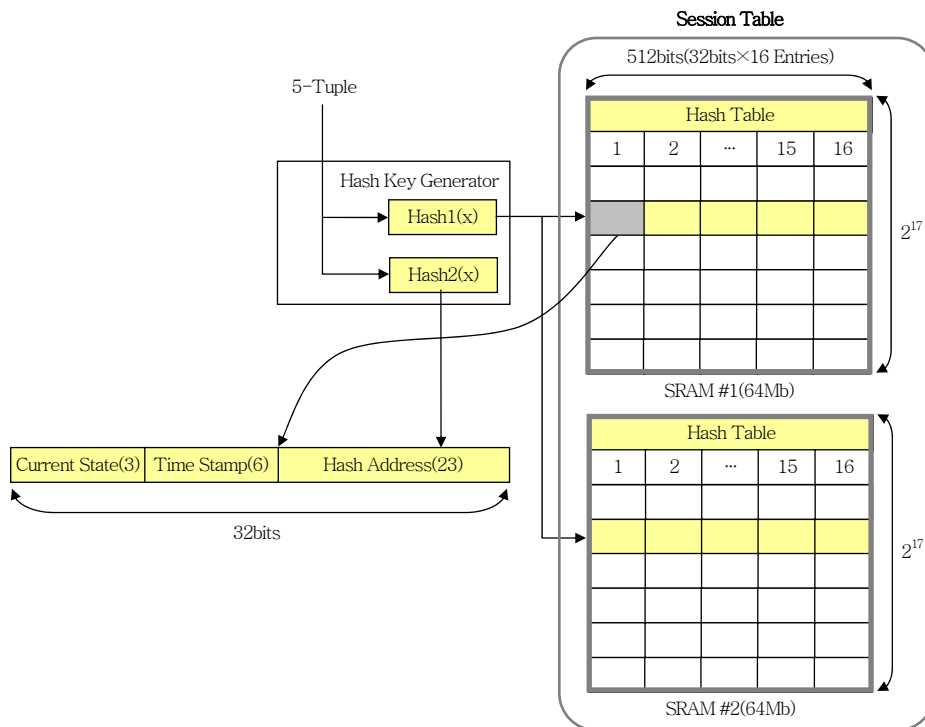 Session Table
512bits(32bits×16 Entries)
5-Tuple
Hash Table
1 2 ... 15 16
Hash Key Generator
Hash1(x)
Hash2(x)
2^17
SRAM #1(64Mb)
Hash Table
1 2 ... 15 16
Current State(3) Time Stamp(6) Hash Address(23)
32bits
2^17
SRAM #2(64Mb)